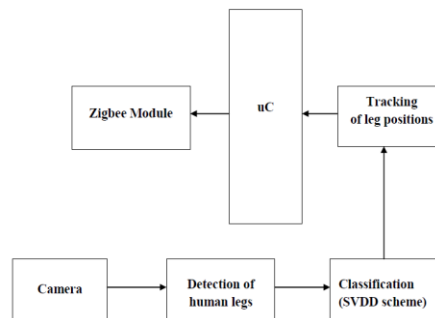 Zigbee Module
uC
Tracking
of leg positions
Camera
Detection of
human legs
Classification
(SVDD scheme)